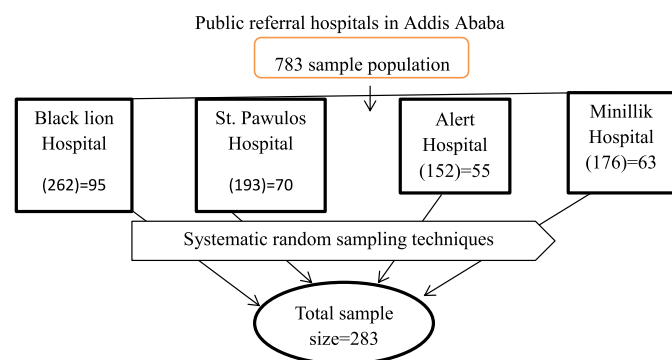 Public referral hospitals in Addis Ababa
783 sample population
Black lion
Hospital
(262)=95
St. Pawulos
Hospital
(193)=70
Alert
Hospital
(152)=55
Minillik
Hospital
(176)=63
Systematic random sampling techniques
Total sample
size=283